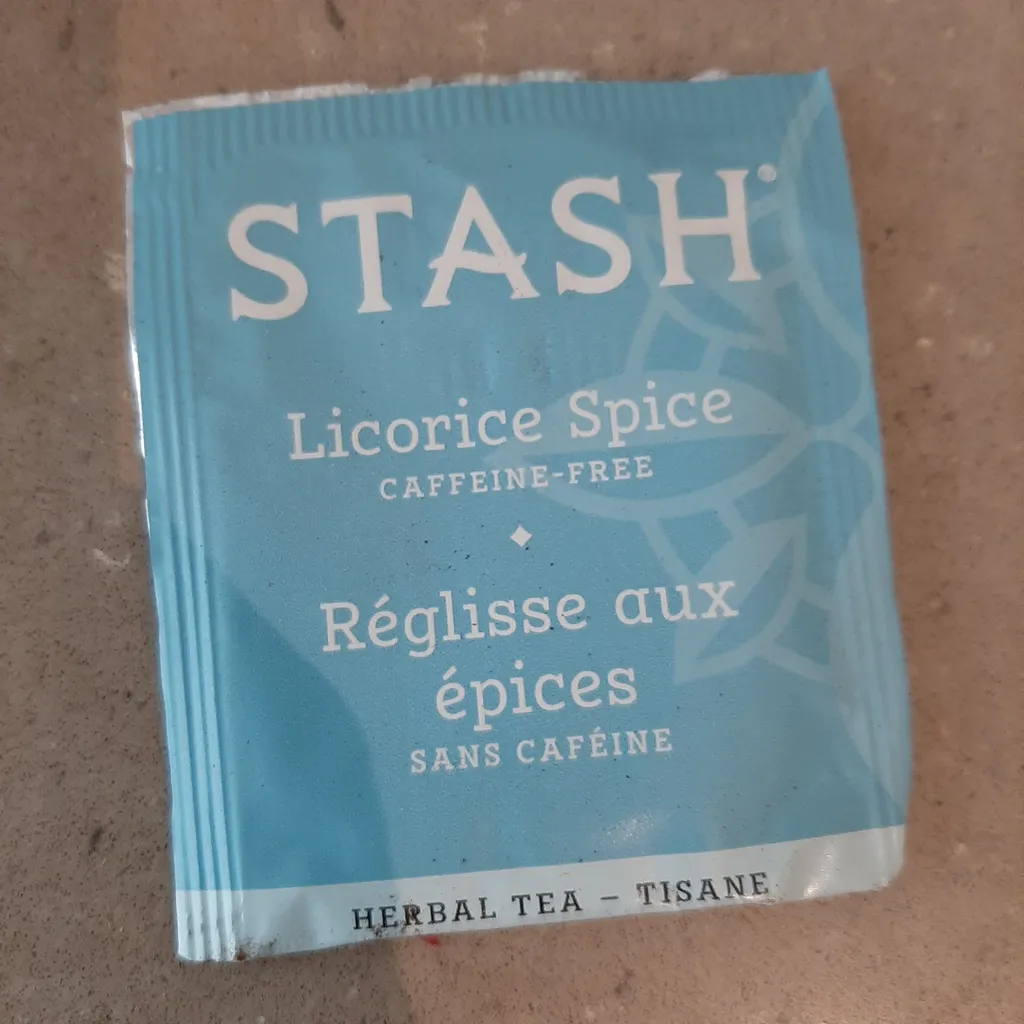 STASH
Licorice Spice
CAFFEINE-FREE
Réglisse aux
épices
SANS CAFÉINE
HERBAL TEA – TISANE